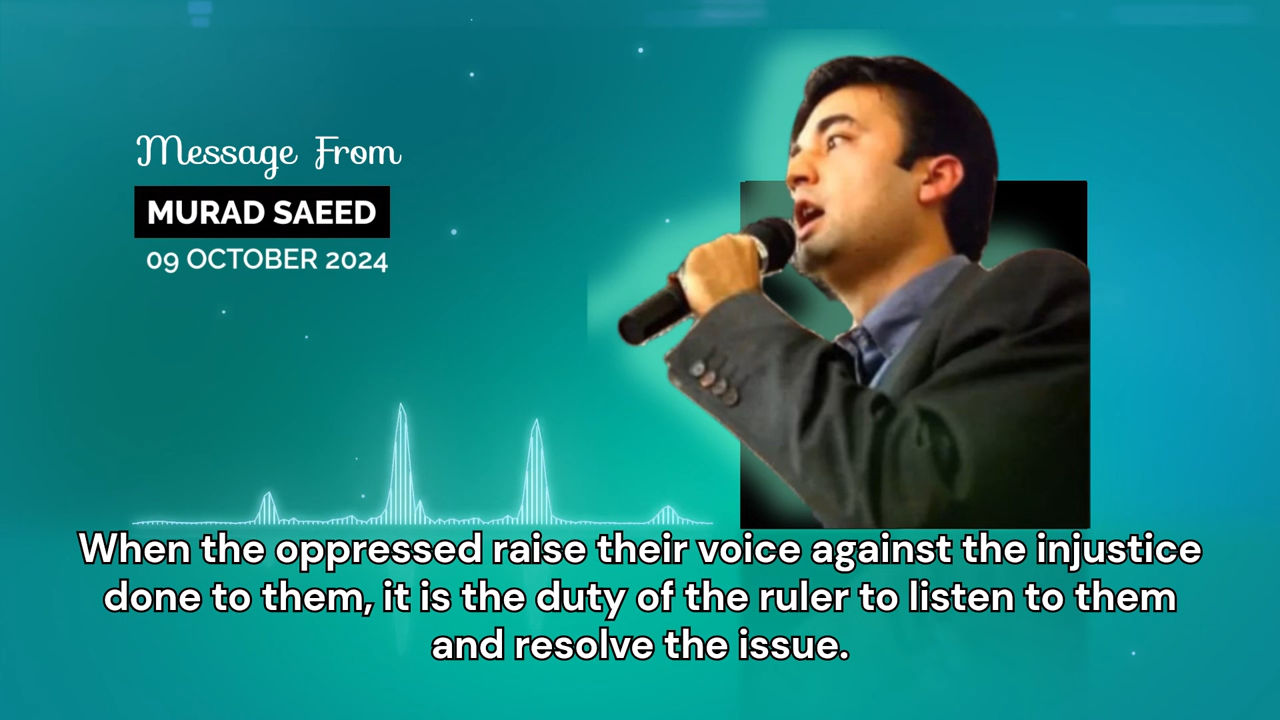 Message From
MURAD SAEED
09 OCTOBER 2024
When the oppressed raise their voice against the injustice
done to them, it is the duty of the ruler to listen to them
and resolve the issue.